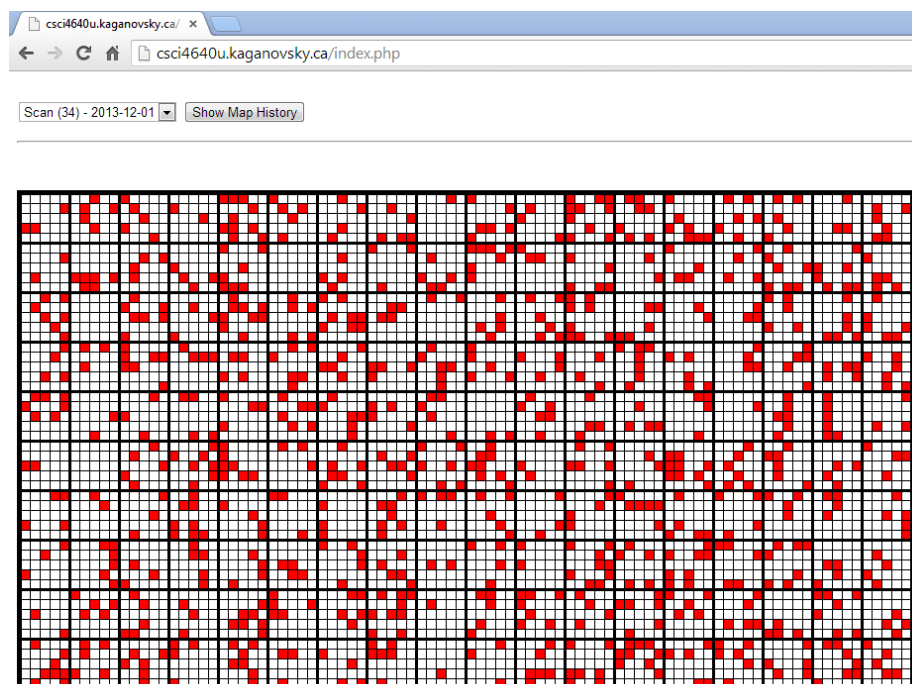 csci4640u.kaganovsky.ca/ ×
csci4640u.kaganovsky.ca/index.php
Scan (34) - 2013-12-01 Show Map History